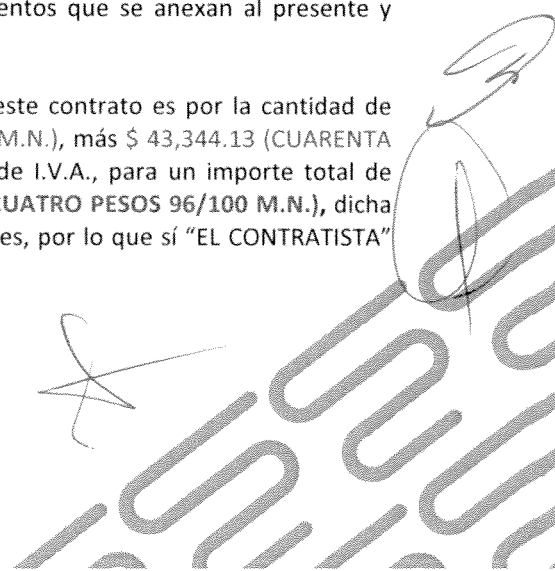 entos que se anexan al presente y
este contrato es por la cantidad de
M.N.), más $ 43,344.13 (CUARENTA
de I.V.A., para un importe total de
CUATRO PESOS 96/100 M.N.), dicha
es, por lo que sí “EL CONTRATISTA”